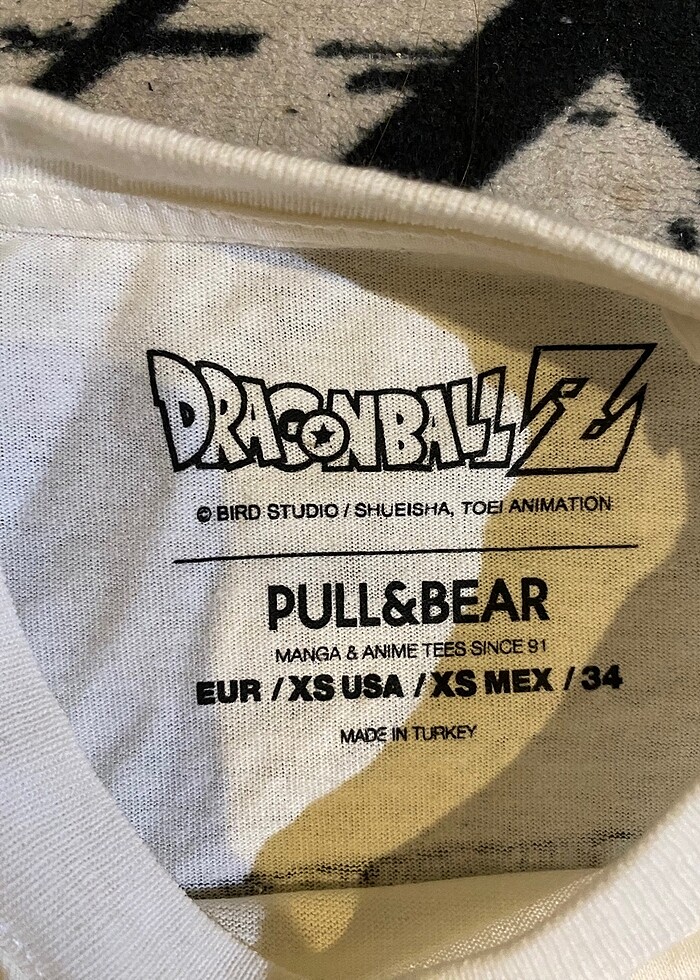 DRAGONBALL Z
© BIRD STUDIO / SHUEISHA, TOEI ANIMATION
PULL&BEAR
MANGA & ANIME TEES SINCE 91
EUR / XS USA / XS MEX / 34
MADE IN TURKEY